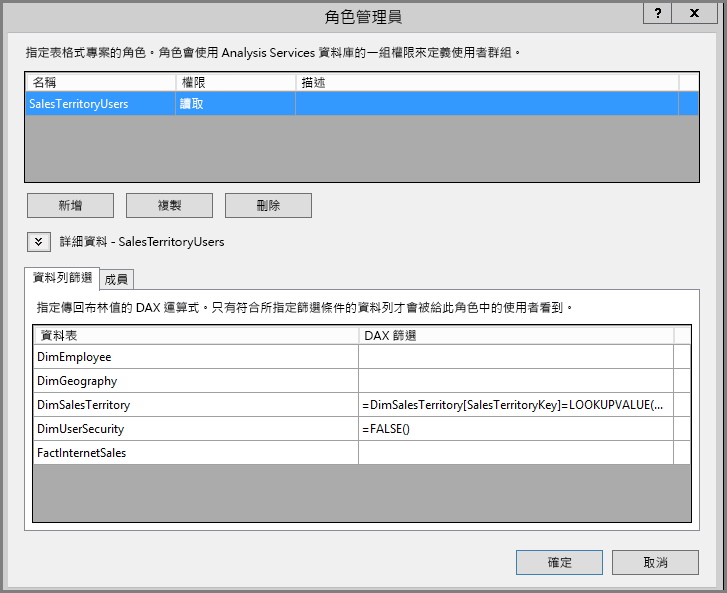 角色管理員
? x
指定表格式專案的角色。角色會使用 Analysis Services 資料庫的一組權限來定義使用者群組。
名稱 權限 描述
SalesTerritoryUsers 讀取
新增 複製 刪除
詳細資料 - SalesTerritoryUsers
資料列篩選 成員
指定傳回布林值的 DAX 運算式。只有符合所指定篩選條件的資料列才會被給此角色中的使用者看到。
資料表 DAX 篩選
DimEmployee
DimGeography
DimSalesTerritory =DimSalesTerritory[SalesTerritoryKey]=LOOKUPVALUE(...
DimUserSecurity =FALSE()
FactInternetSales
確定 取消